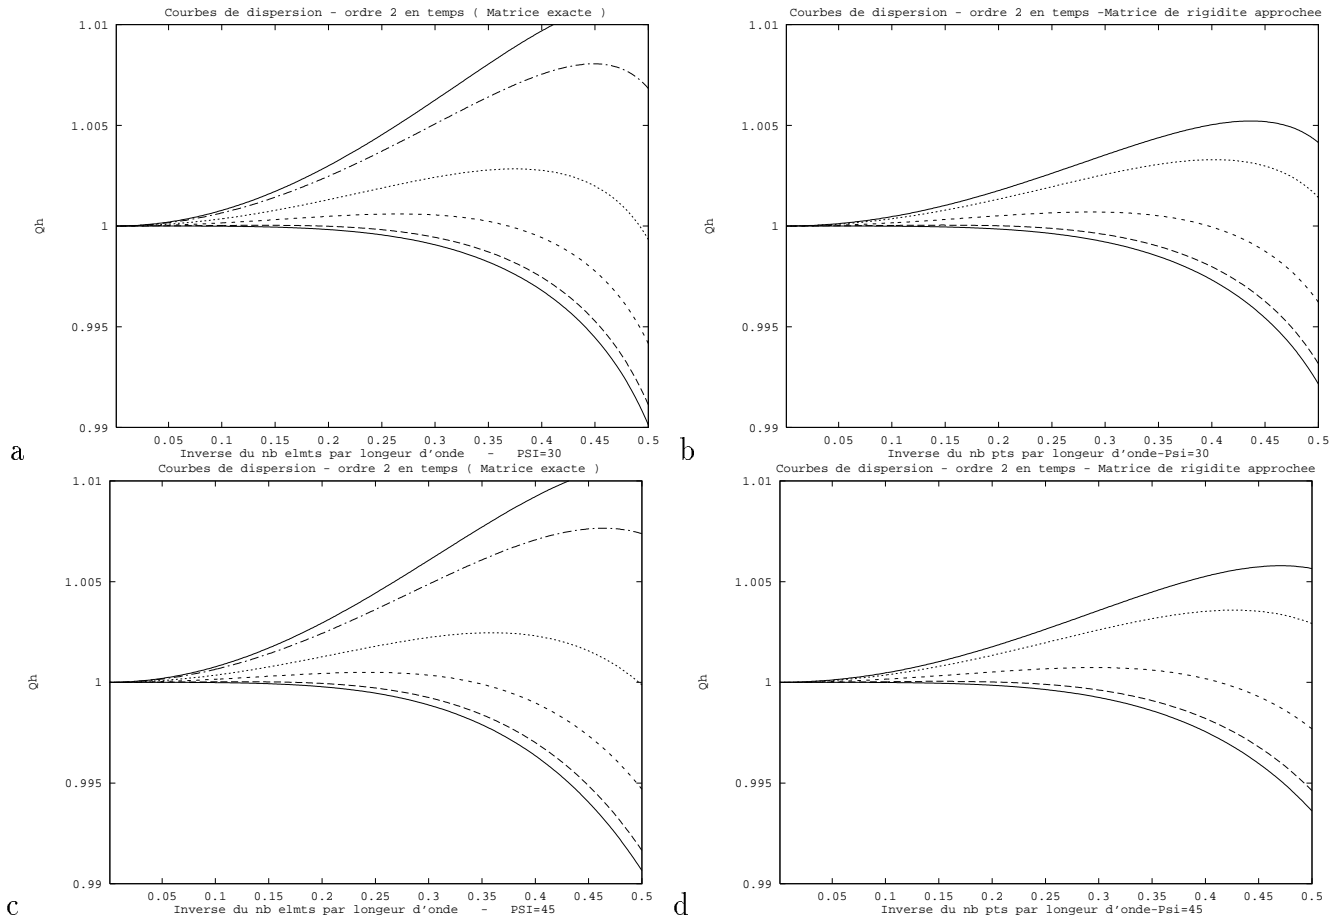 Courbes de dispersion - ordre 2 en temps ( Matrice exacte )
1.01
1.005
1
0.995
0.99
Qh
0.05 0.1 0.15 0.2 0.25 0.3 0.35 0.4 0.45 0.5
Inverse du nb elmts par longeur d'onde - PSI=30
a
Courbes de dispersion - ordre 2 en temps -Matrice de rigidite approchee
1.01
1.005
1
0.995
0.99
Qh
0.05 0.1 0.15 0.2 0.25 0.3 0.35 0.4 0.45 0.5
Inverse du nb pts par longeur d'onde-Psi=30
b
Courbes de dispersion - ordre 2 en temps ( Matrice exacte )
1.01
1.005
1
0.995
0.99
Qh
0.05 0.1 0.15 0.2 0.25 0.3 0.35 0.4 0.45 0.5
Inverse du nb elmts par longeur d'onde - PSI=45
c
Courbes de dispersion - ordre 2 en temps - Matrice de rigidite approchee
1.01
1.005
1
0.995
0.99
Qh
0.05 0.1 0.15 0.2 0.25 0.3 0.35 0.4 0.45 0.5
Inverse du nb pts par longeur d'onde-Psi=45
d